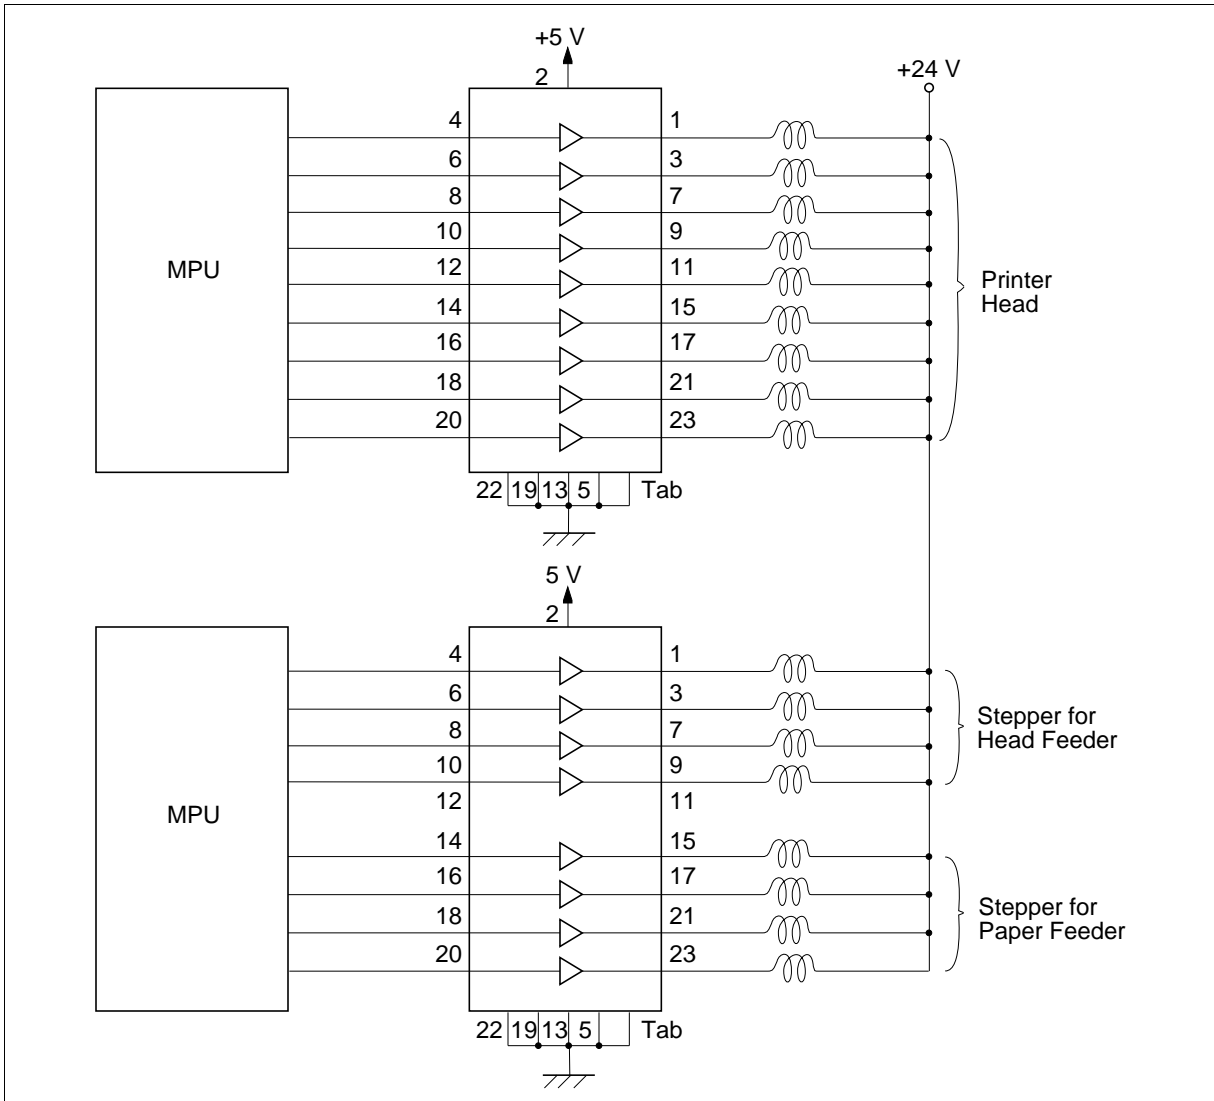 +5 V
2
+24 V
4 1
6 3
8 7
10 9
12 11
14 15
16 17
18 21
20 23
MPU
Printer
Head
22 19 13 5 Tab
5 V
2
4 1
6 3
8 7
10 9
12 11
14 15
16 17
18 21
20 23
MPU
Stepper for
Head Feeder
Stepper for
Paper Feeder
22 19 13 5 Tab